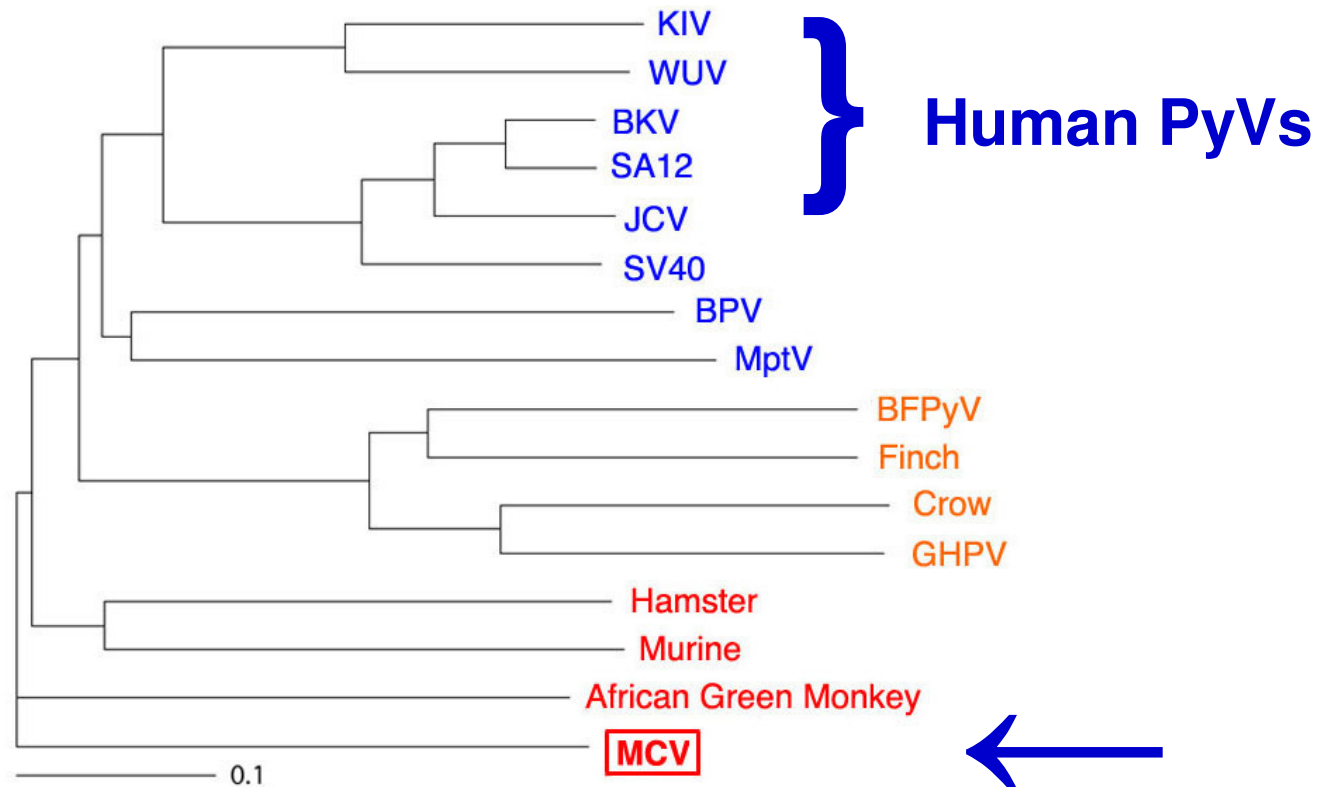 KIV
WUV
BKV
SA12
JCV
SV40
BPV
MptV
BFPyV
Finch
Crow
GHPV
Hamster
Murine
African Green Monkey
MCV
0.1
} Human PyVs